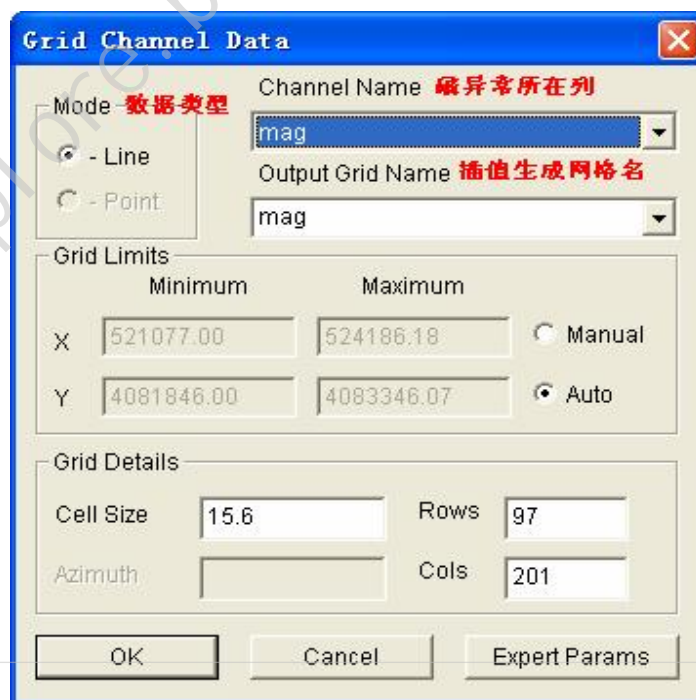 Grid Channel Data
Mode 数据类型
- Line
- Point
Channel Name 磁异常所在列
mag
Output Grid Name 插值生成网格名
mag
Grid Limits
Minimum Maximum
X 521077.00 524186.18 Manual
Y 4081846.00 4083346.07 Auto
Grid Details
Cell Size 15.6 Rows 97
Azimuth Cols 201
OK Cancel Expert Params